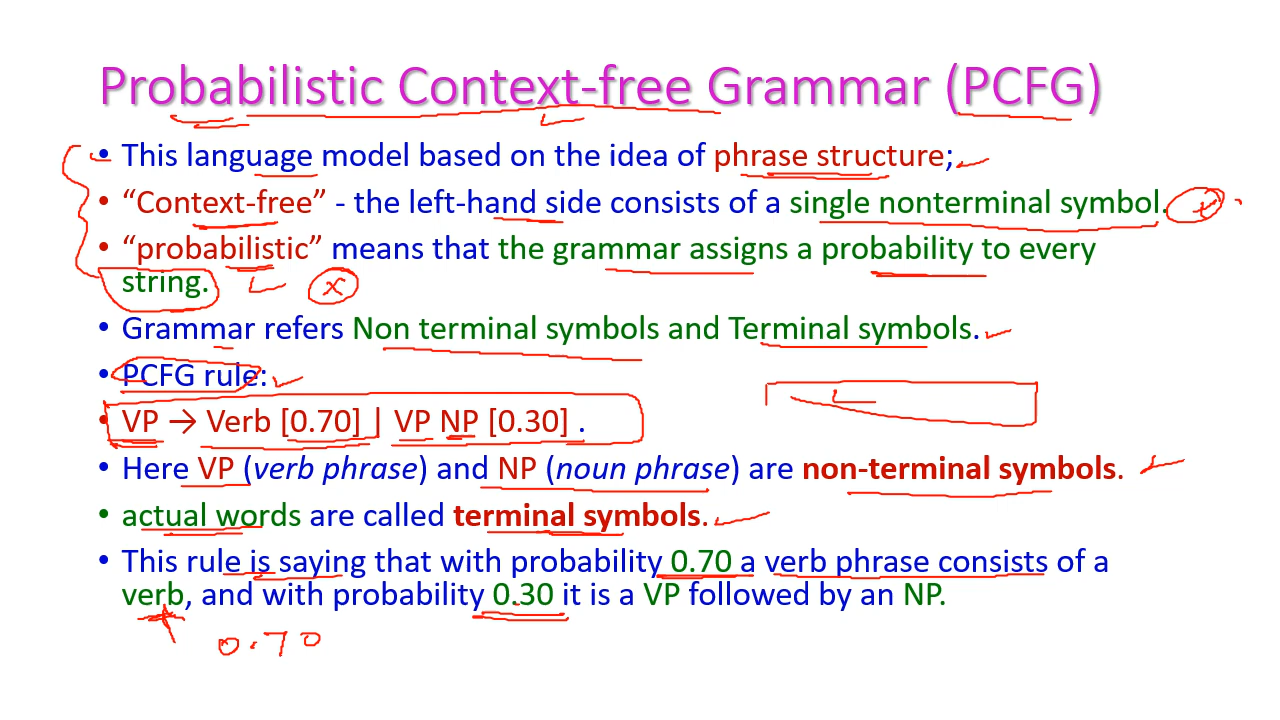 Probabilistic Context-free Grammar (PCFG)
• This language model based on the idea of phrase structure;
• “Context-free” - the left-hand side consists of a single nonterminal symbol.
• “probabilistic” means that the grammar assigns a probability to every
string.
• Grammar refers Non terminal symbols and Terminal symbols.
• PCFG rule:
• VP → Verb [0.70] | VP NP [0.30] .
• Here VP (verb phrase) and NP (noun phrase) are non-terminal symbols.
• actual words are called terminal symbols.
• This rule is saying that with probability 0.70 a verb phrase consists of a
verb, and with probability 0.30 it is a VP followed by an NP.
0.70